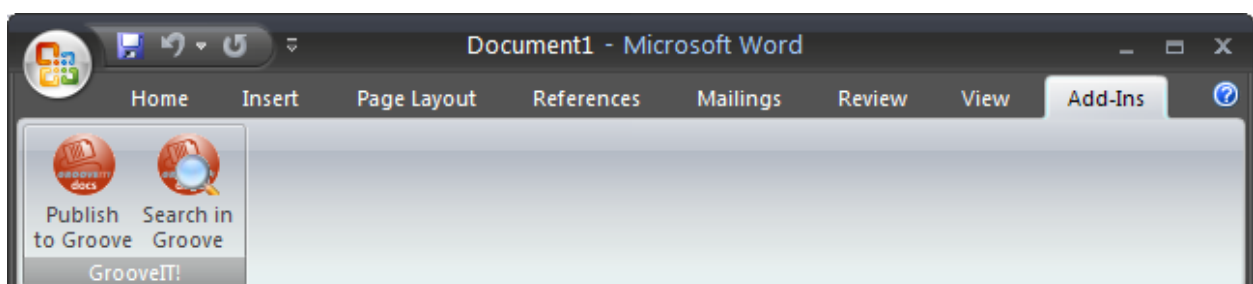 Document1 - Microsoft Word
Home Insert Page Layout References Mailings Review View Add-Ins
docs
Publish Search in
to Groove Groove
GrooveIT!